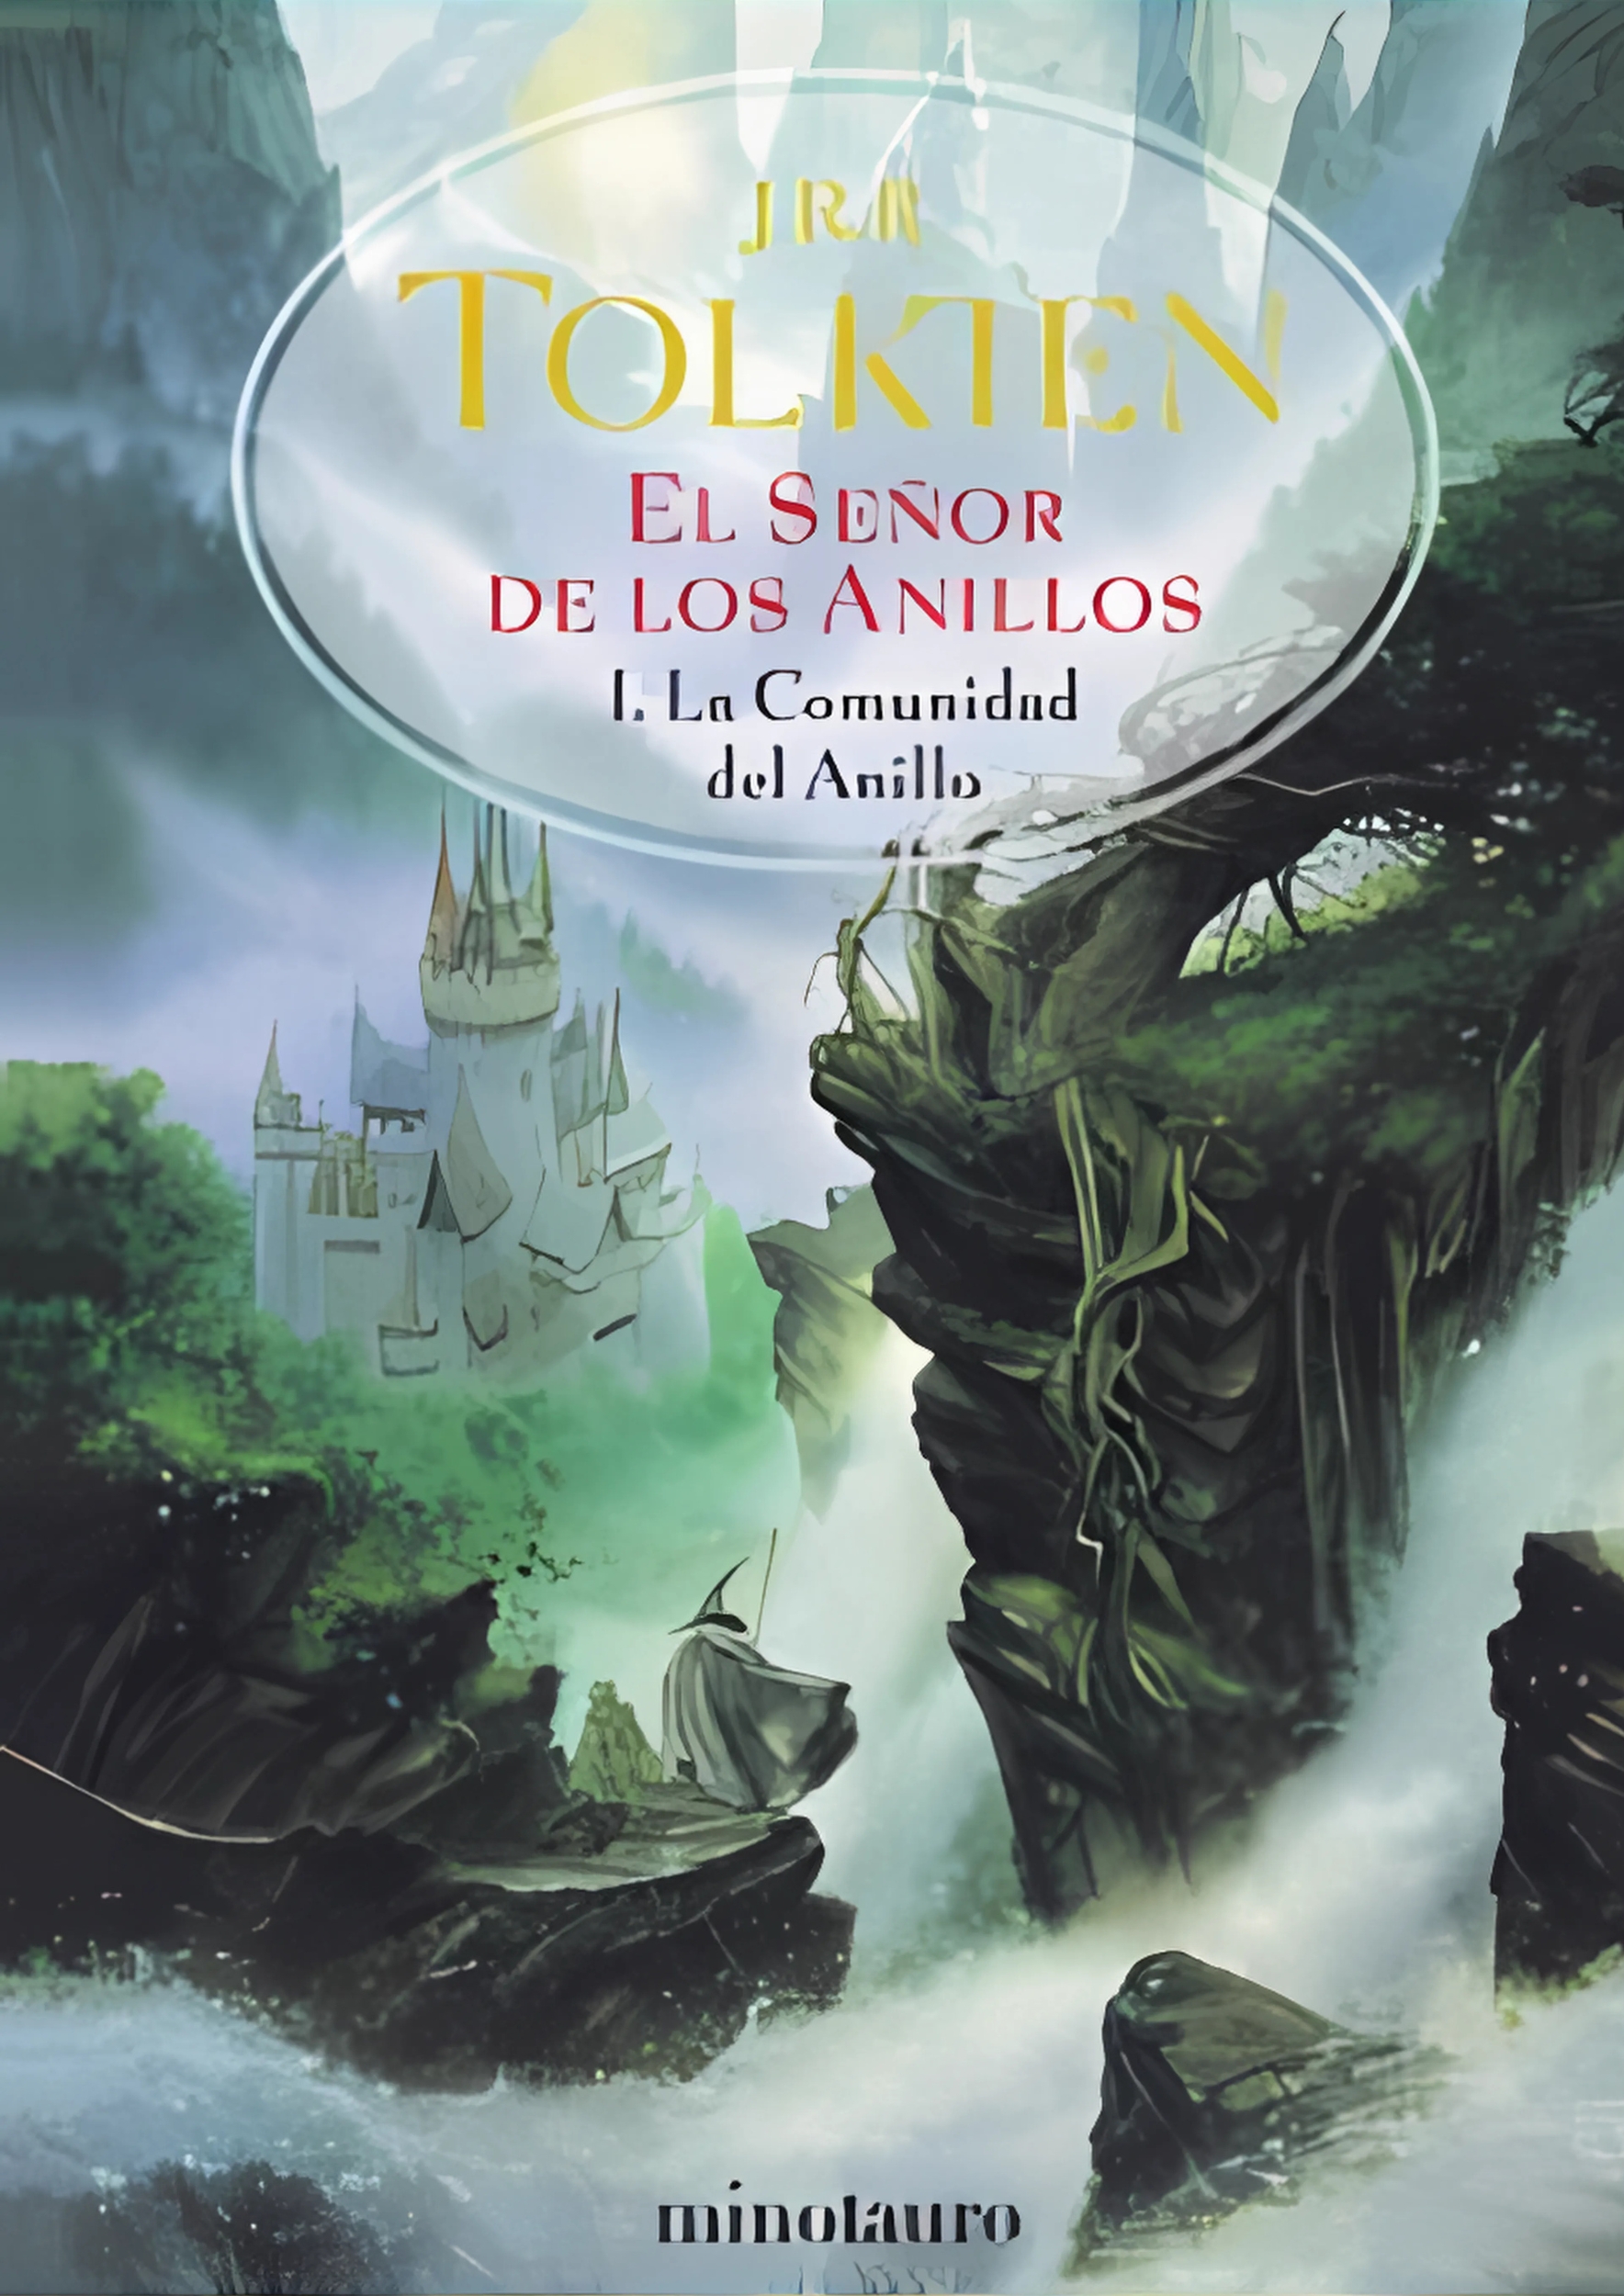 J R R
TOLKIEN
EL SEÑOR
DE LOS ANILLOS
I. La Comunidad
del Anillo
minotauro